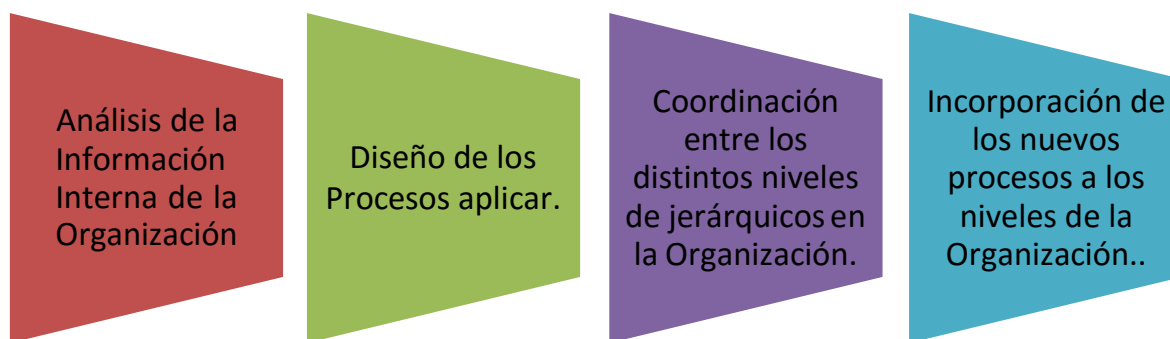 Análisis de la
Información
Interna de la
Organización
Diseño de los
Procesos aplicar.
Coordinación
entre los
distintos niveles
de jerárquicos en
la Organización.
Incorporación de
los nuevos
procesos a los
niveles de la
Organización..